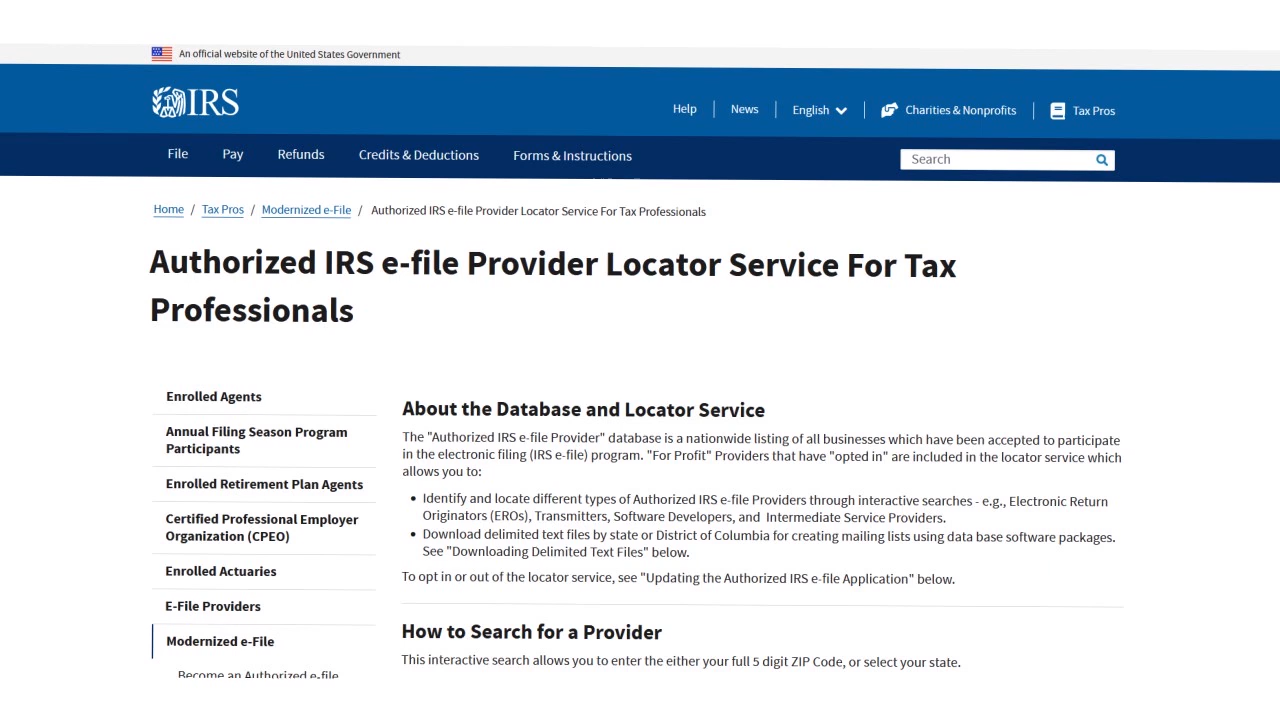 An official website of the United States Government
IRS
Help
News
English
Charities & Nonprofits
Tax Pros
File
Pay
Refunds
Credits & Deductions
Forms & Instructions
Search
Home / Tax Pros / Modernized e-File / Authorized IRS e-file Provider Locator Service For Tax Professionals
Authorized IRS e-file Provider Locator Service For Tax
Professionals
Enrolled Agents
Annual Filing Season Program
Participants
Enrolled Retirement Plan Agents
Certified Professional Employer
Organization (CPEO)
Enrolled Actuaries
E-File Providers
Modernized e-File
Become an Authorized e-file
About the Database and Locator Service
The "Authorized IRS e-file Provider" database is a nationwide listing of all businesses which have been accepted to participate
in the electronic filing (IRS e-file) program. "For Profit" Providers that have "opted in" are included in the locator service which
allows you to:
• Identify and locate different types of Authorized IRS e-file Providers through interactive searches - e.g., Electronic Return
Originators (EROs), Transmitters, Software Developers, and Intermediate Service Providers.
• Download delimited text files by state or District of Columbia for creating mailing lists using data base software packages.
See "Downloading Delimited Text Files" below.
To opt in or out of the locator service, see "Updating the Authorized IRS e-file Application" below.
How to Search for a Provider
This interactive search allows you to enter the either your full 5 digit ZIP Code, or select your state.